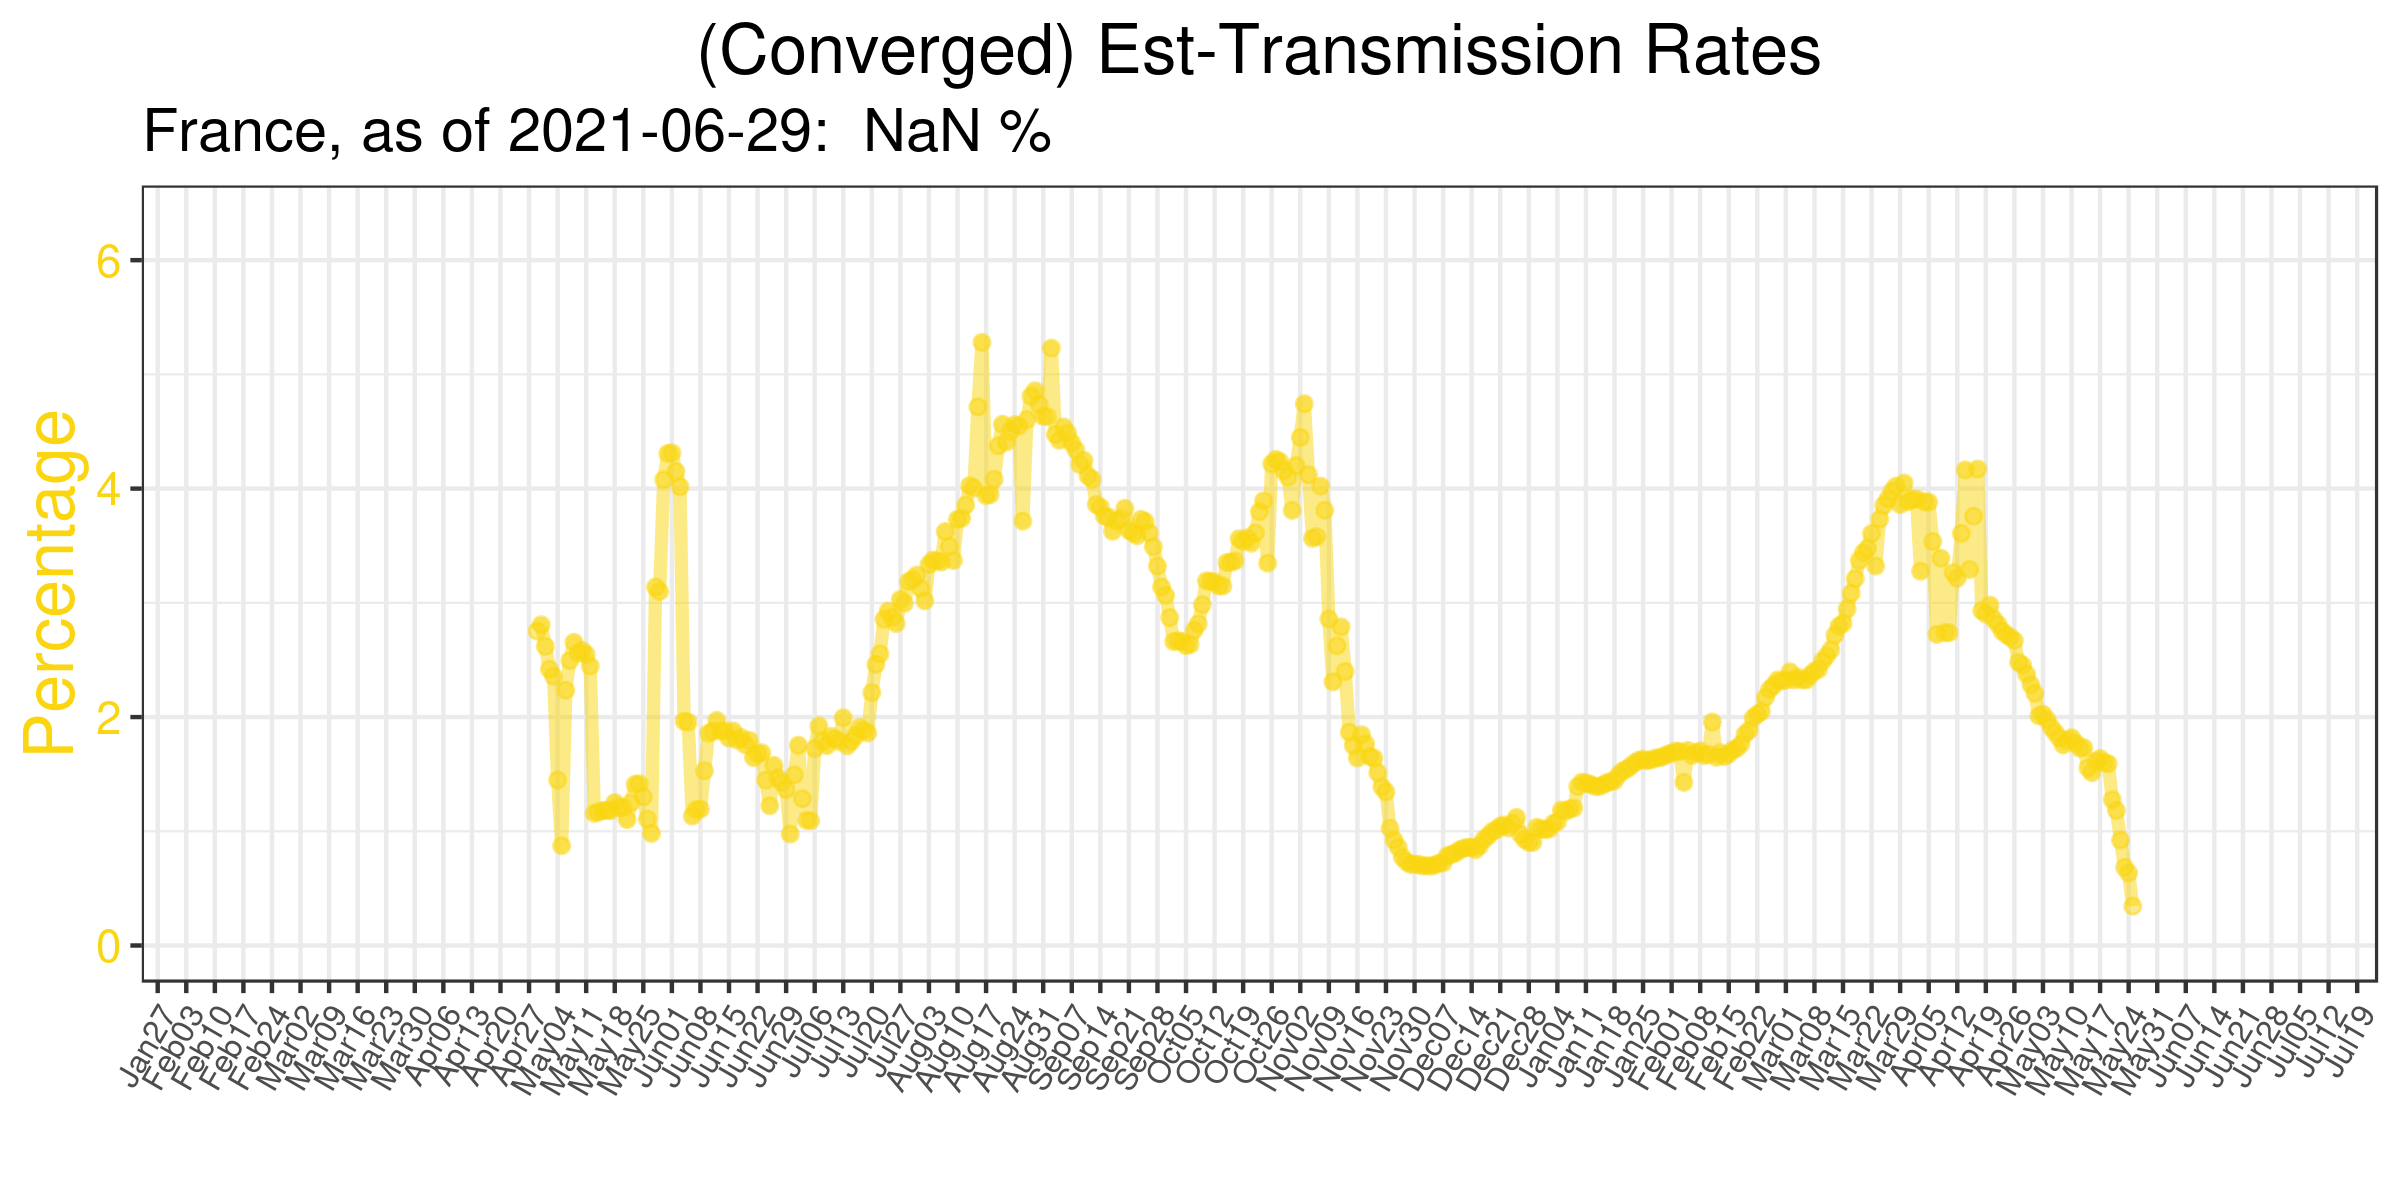 (Converged) Est-Transmission Rates
France, as of 2021-06-29:  NaN %
Percentage
6
4
2
0
Jan27
Feb03
Feb10
Feb17
Feb24
Mar02
Mar09
Mar16
Mar23
Mar30
Apr06
Apr13
Apr20
Apr27
May04
May11
May18
May25
Jun01
Jun08
Jun15
Jun22
Jun29
Jul06
Jul13
Jul20
Jul27
Aug03
Aug10
Aug17
Aug24
Aug31
Sep07
Sep14
Sep21
Sep28
Oct05
Oct12
Oct19
Oct26
Nov02
Nov09
Nov16
Nov23
Nov30
Dec07
Dec14
Dec21
Dec28
Jan04
Jan11
Jan18
Jan25
Feb01
Feb08
Feb15
Feb22
Mar01
Mar08
Mar15
Mar22
Mar29
Apr05
Apr12
Apr19
Apr26
May03
May10
May17
May24
May31
Jun07
Jun14
Jun21
Jun28
Jul05
Jul12
Jul19